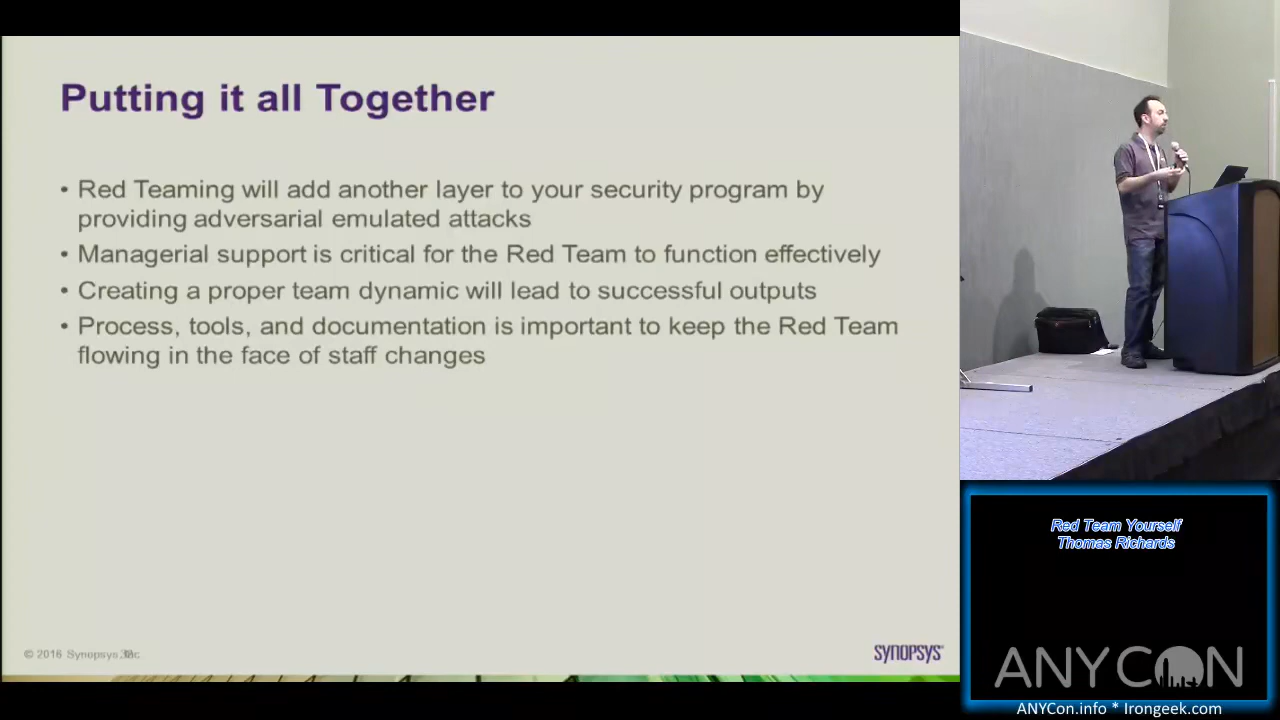 Putting it all Together
• Red Teaming will add another layer to your security program by
providing adversarial emulated attacks
• Managerial support is critical for the Red Team to function effectively
• Creating a proper team dynamic will lead to successful outputs
• Process, tools, and documentation is important to keep the Red Team
flowing in the face of staff changes
© 2016 Synopsys,
SYNOPSYS
Red Team Yourself
Thomas Richards
ANYCON
ANYCon.info * Irongeek.com